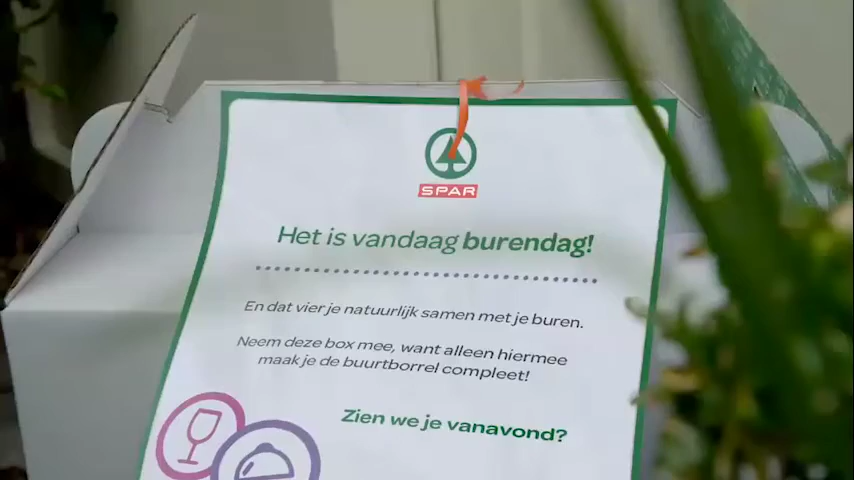 SPAR
Het is vandaag burendag!
En dat vier je natuurlijk samen met je buren.
Neem deze box mee, want alleen hiermee
maak je de buurtborrel compleet!
Zien we je vanavond?